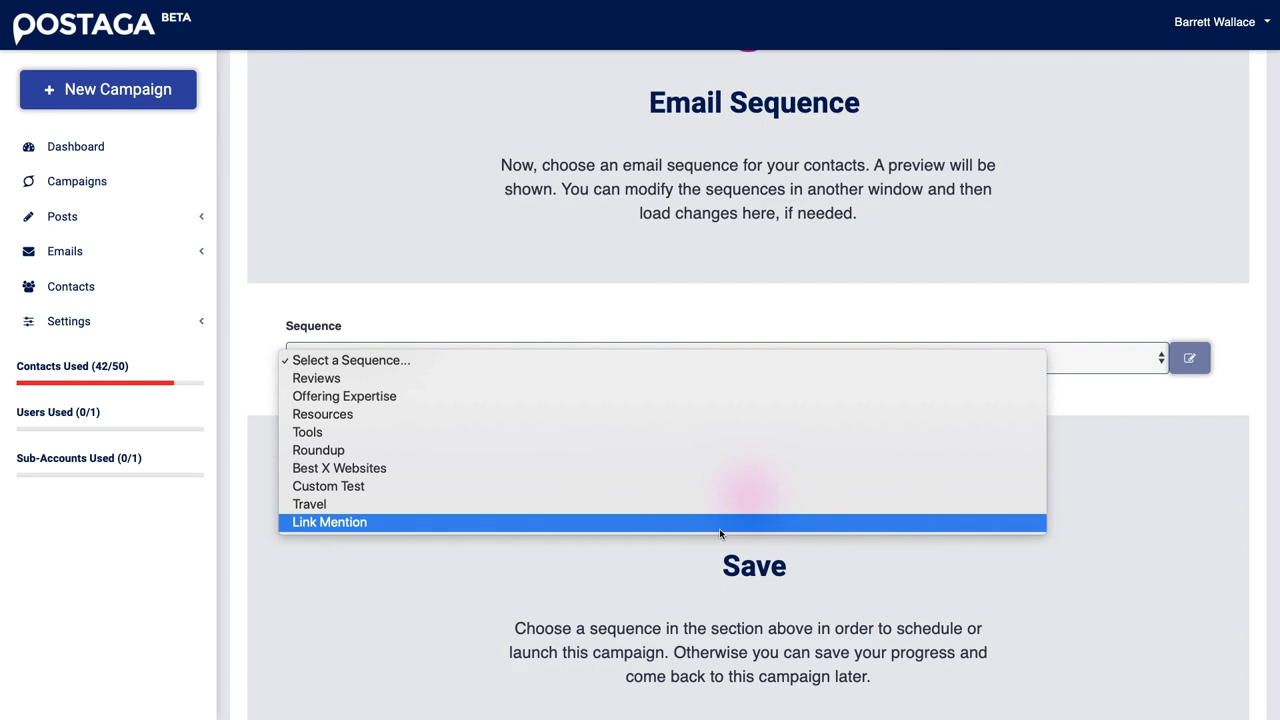 POSTAGA BETA
Barrett Wallace
+ New Campaign
Dashboard
Campaigns
Posts
Emails
Contacts
Settings
Contacts Used (42/50)
Users Used (0/1)
Sub-Accounts Used (0/1)
Email Sequence
Now, choose an email sequence for your contacts. A preview will be
shown. You can modify the sequences in another window and then
load changes here, if needed.
Sequence
✓ Select a Sequence...
Reviews
Offering Expertise
Resources
Tools
Roundup
Best X Websites
Custom Test
Travel
Link Mention
Save
Choose a sequence in the section above in order to schedule or
launch this campaign. Otherwise you can save your progress and
come back to this campaign later.